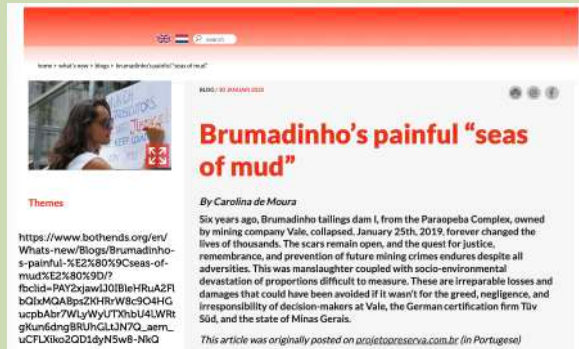 search
home > what's new > blogs > brumadinho's painful "seas of mud"
BLOG / 30 JANUARI 2025
Brumadinho's painful "seas
of mud"
By Carolina de Moura
Six years ago, Brumadinho tailings dam I, from the Paraopeba Complex, owned
by mining company Vale, collapsed. January 25th, 2019, forever changed the
lives of thousands. The scars remain open, and the quest for justice,
remembrance, and prevention of future mining crimes endures despite all
adversities. This was manslaughter coupled with socio-environmental
devastation of proportions difficult to measure. These are irreparable losses and
damages that could have been avoided if it wasn't for the greed, negligence, and
irresponsibility of decision-makers at Vale, the German certification firm Tüv
Süd, and the state of Minas Gerais.
This article was originally posted on projetopreserva.com (in Portugese)
Themes
https://www.bothends.org/en/
Whats-new/Blogs/Brumadinho-
s-painful-%E2%80%9Cseas-of-
mud%E2%80%9D/?
fbclid=PAY2xjawIJ0IBleHRuA2Fl
bQIxMQABpsZKHRrW8c9O4HG
ucpbAbr7WLyWyUTXhbU4LWRt
gKun6dngBRUhGLtJN7Q_aem_
uCFLXiko2QD1dyN5wB-NkQ